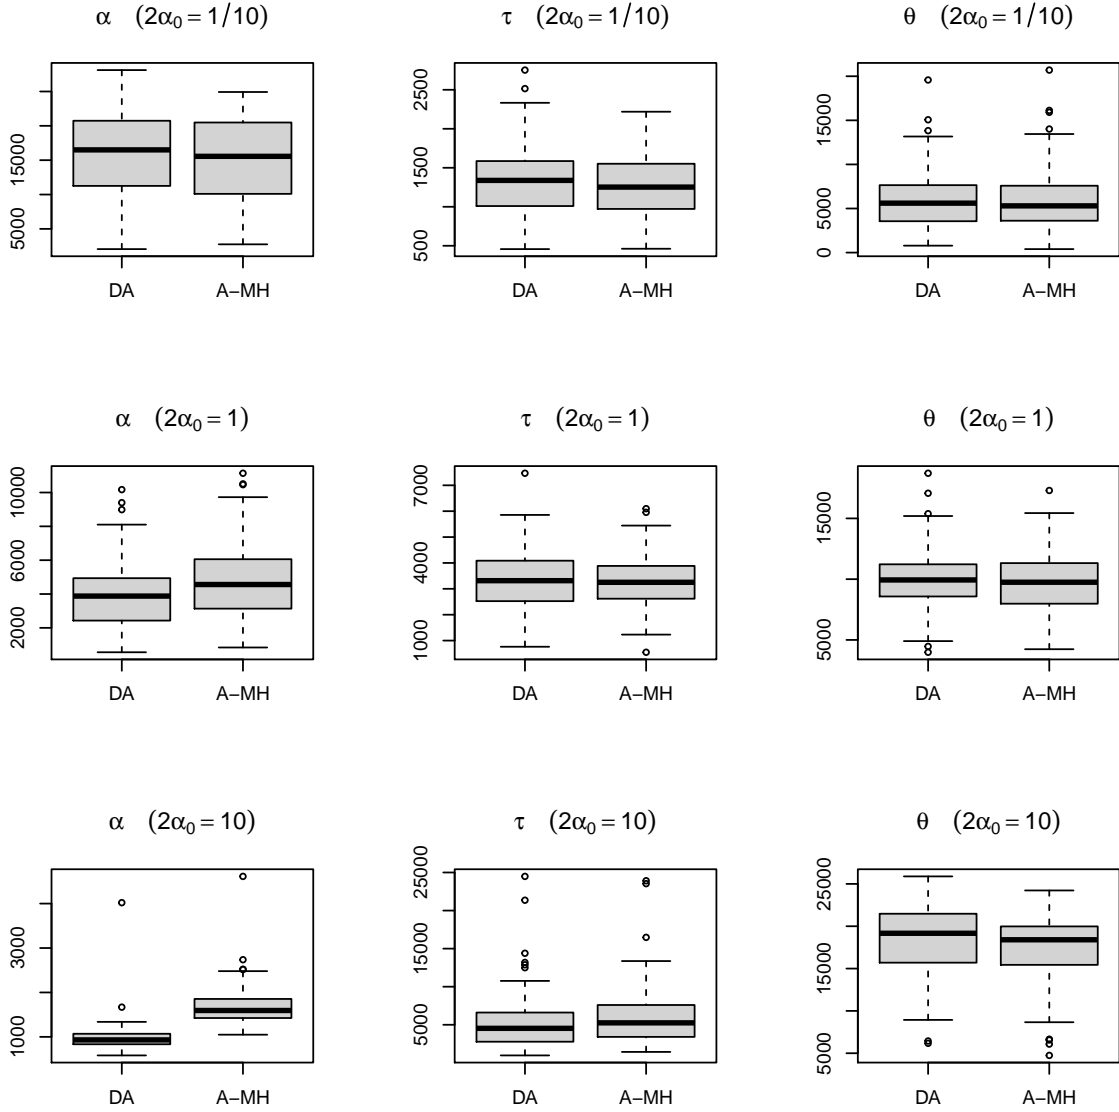 α (2α₀ = 1/10)
τ (2α₀ = 1/10)
θ (2α₀ = 1/10)
5000 15000
500 1500 2500
0 5000 15000
DA A−MH
DA A−MH
DA A−MH
α (2α₀ = 1)
τ (2α₀ = 1)
θ (2α₀ = 1)
2000 6000 10000
1000 4000 7000
5000 15000
DA A−MH
DA A−MH
DA A−MH
α (2α₀ = 10)
τ (2α₀ = 10)
θ (2α₀ = 10)
1000 3000
5000 15000 25000
5000 15000 25000
DA A−MH
DA A−MH
DA A−MH